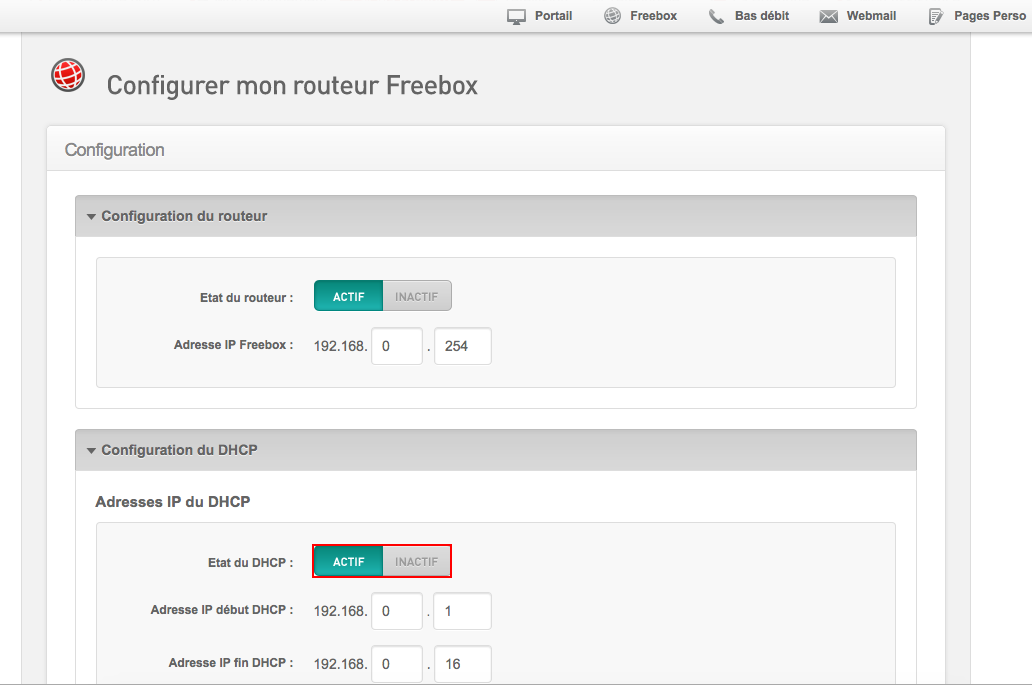 Portail Freebox Bas débit Webmail Pages Perso
Configurer mon routeur Freebox
Configuration
Configuration du routeur
Etat du routeur : ACTIF INACTIF
Adresse IP Freebox : 192.168. 0 . 254
Configuration du DHCP
Adresses IP du DHCP
Etat du DHCP : ACTIF INACTIF
Adresse IP début DHCP : 192.168. 0 . 1
Adresse IP fin DHCP : 192.168. 0 . 16